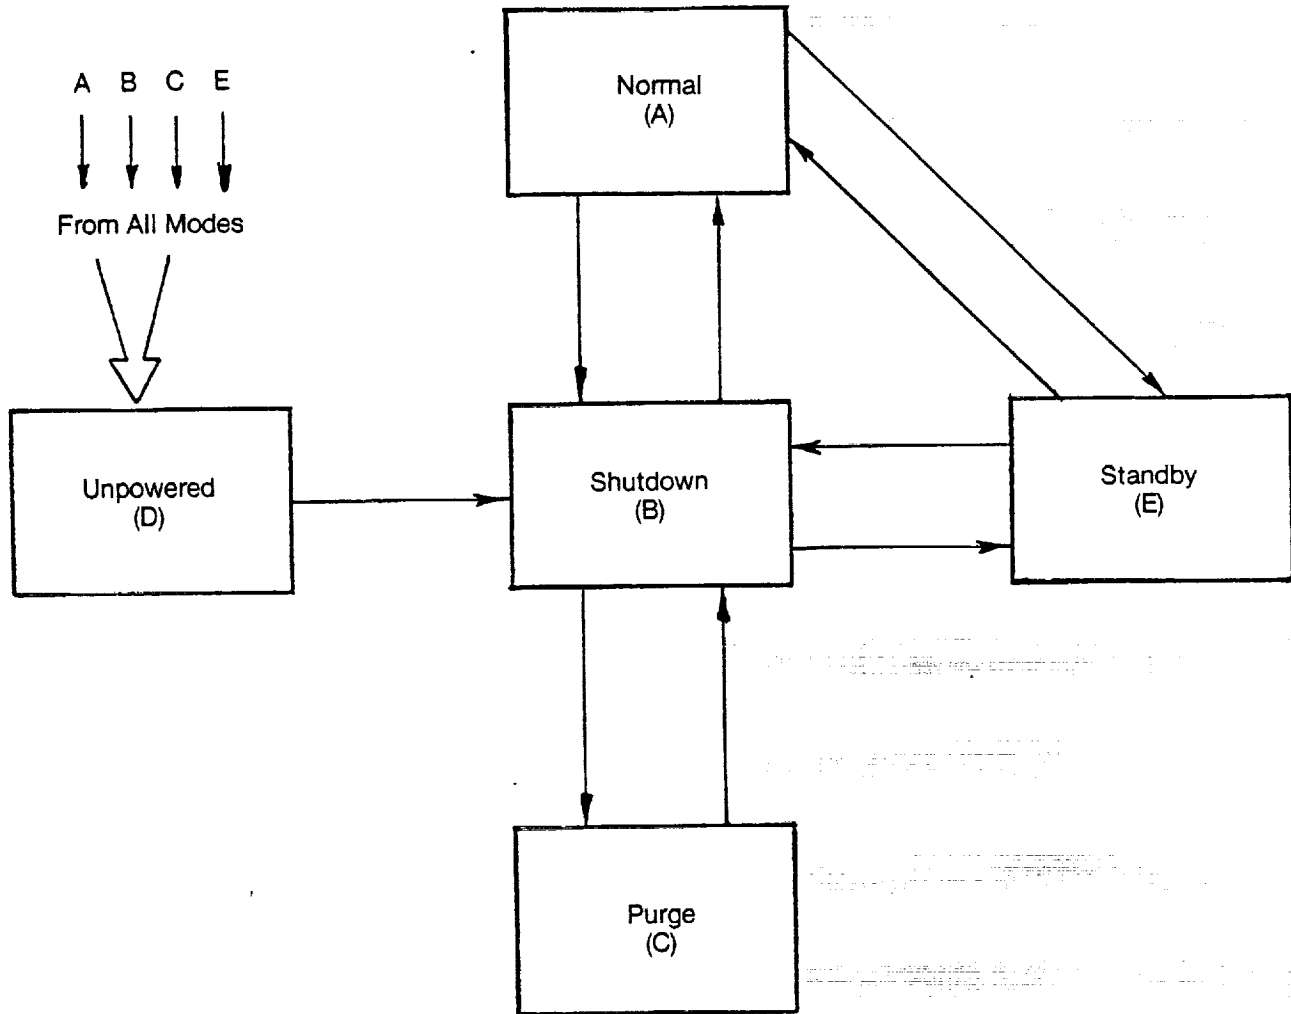 Normal
(A)
A B C E
From All Modes
Unpowered
(D)
Shutdown
(B)
Standby
(E)
Purge
(C)